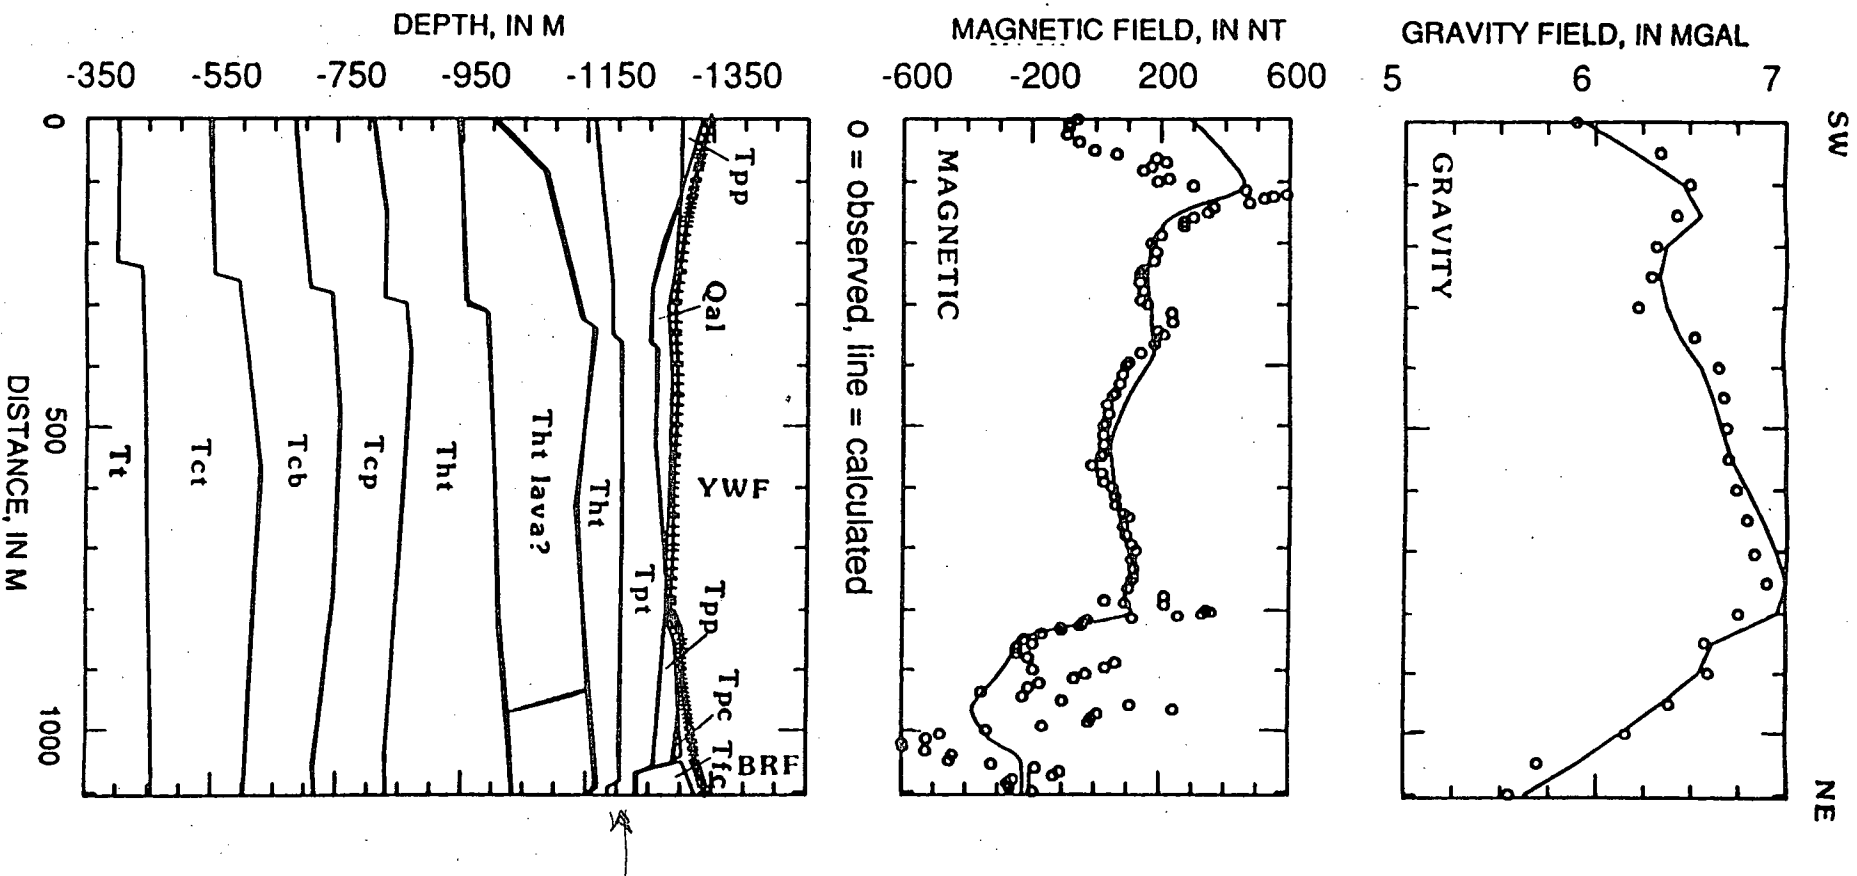 DEPTH, IN M
-350 -550 -750 -950 -1150 -1350
MAGNETIC FIELD, IN NT
-600 -200 200 600
GRAVITY FIELD, IN MGAL
5 6 7
SW
NE
GRAVITY
MAGNETIC
o = observed, line = calculated
Tpp
Qal
YWF
Tpp
Tpc
Tfc
BRF
Tpt
Tht
Tht lava?
Tht
Tcp
Tcb
Tct
Tt
0 500 1000
DISTANCE, IN M